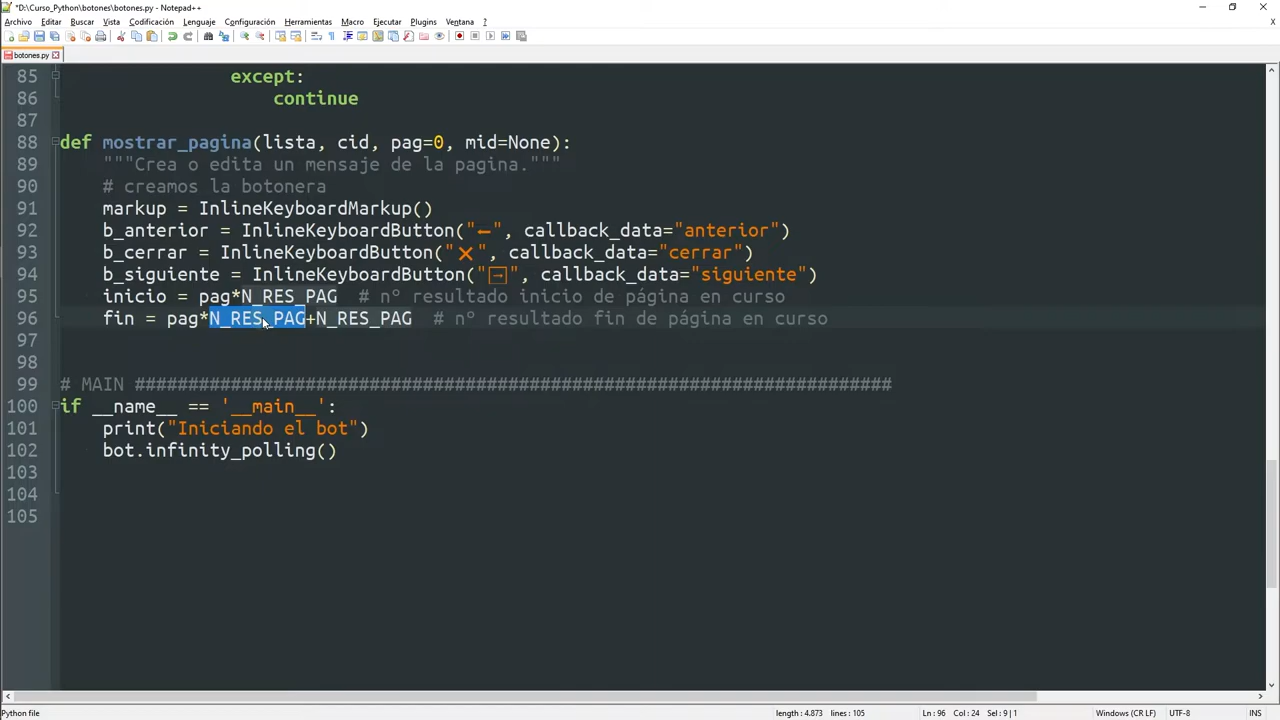 *D:\Curso_Python\botones\botones.py - Notepad++
Archivo Editar Buscar Vista Codificación Lenguaje Configuración Herramientas Macro Ejecutar Plugins Ventana ?
X
botones.py
85 except:
86 continue
87
88 def mostrar_pagina(lista, cid, pag=0, mid=None):
89 """Crea o edita un mensaje de la pagina."""
90 # creamos la botonera
91 markup = InlineKeyboardMarkup()
92 b_anterior = InlineKeyboardButton("⬅", callback_data="anterior")
93 b_cerrar = InlineKeyboardButton("❌", callback_data="cerrar")
94 b_siguiente = InlineKeyboardButton("➡", callback_data="siguiente")
95 inicio = pag*N_RES_PAG # nº resultado inicio de página en curso
96 fin = pag*N_RES_PAG+N_RES_PAG # nº resultado fin de página en curso
97
98
99 # MAIN #######################################################################
100 if __name__ == '__main__':
101 print("Iniciando el bot")
102 bot.infinity_polling()
103
104
105
Python file length : 4.873 lines : 105 Ln : 96 Col : 24 Sel : 9 | 1 Windows (CR LF) UTF-8 INS